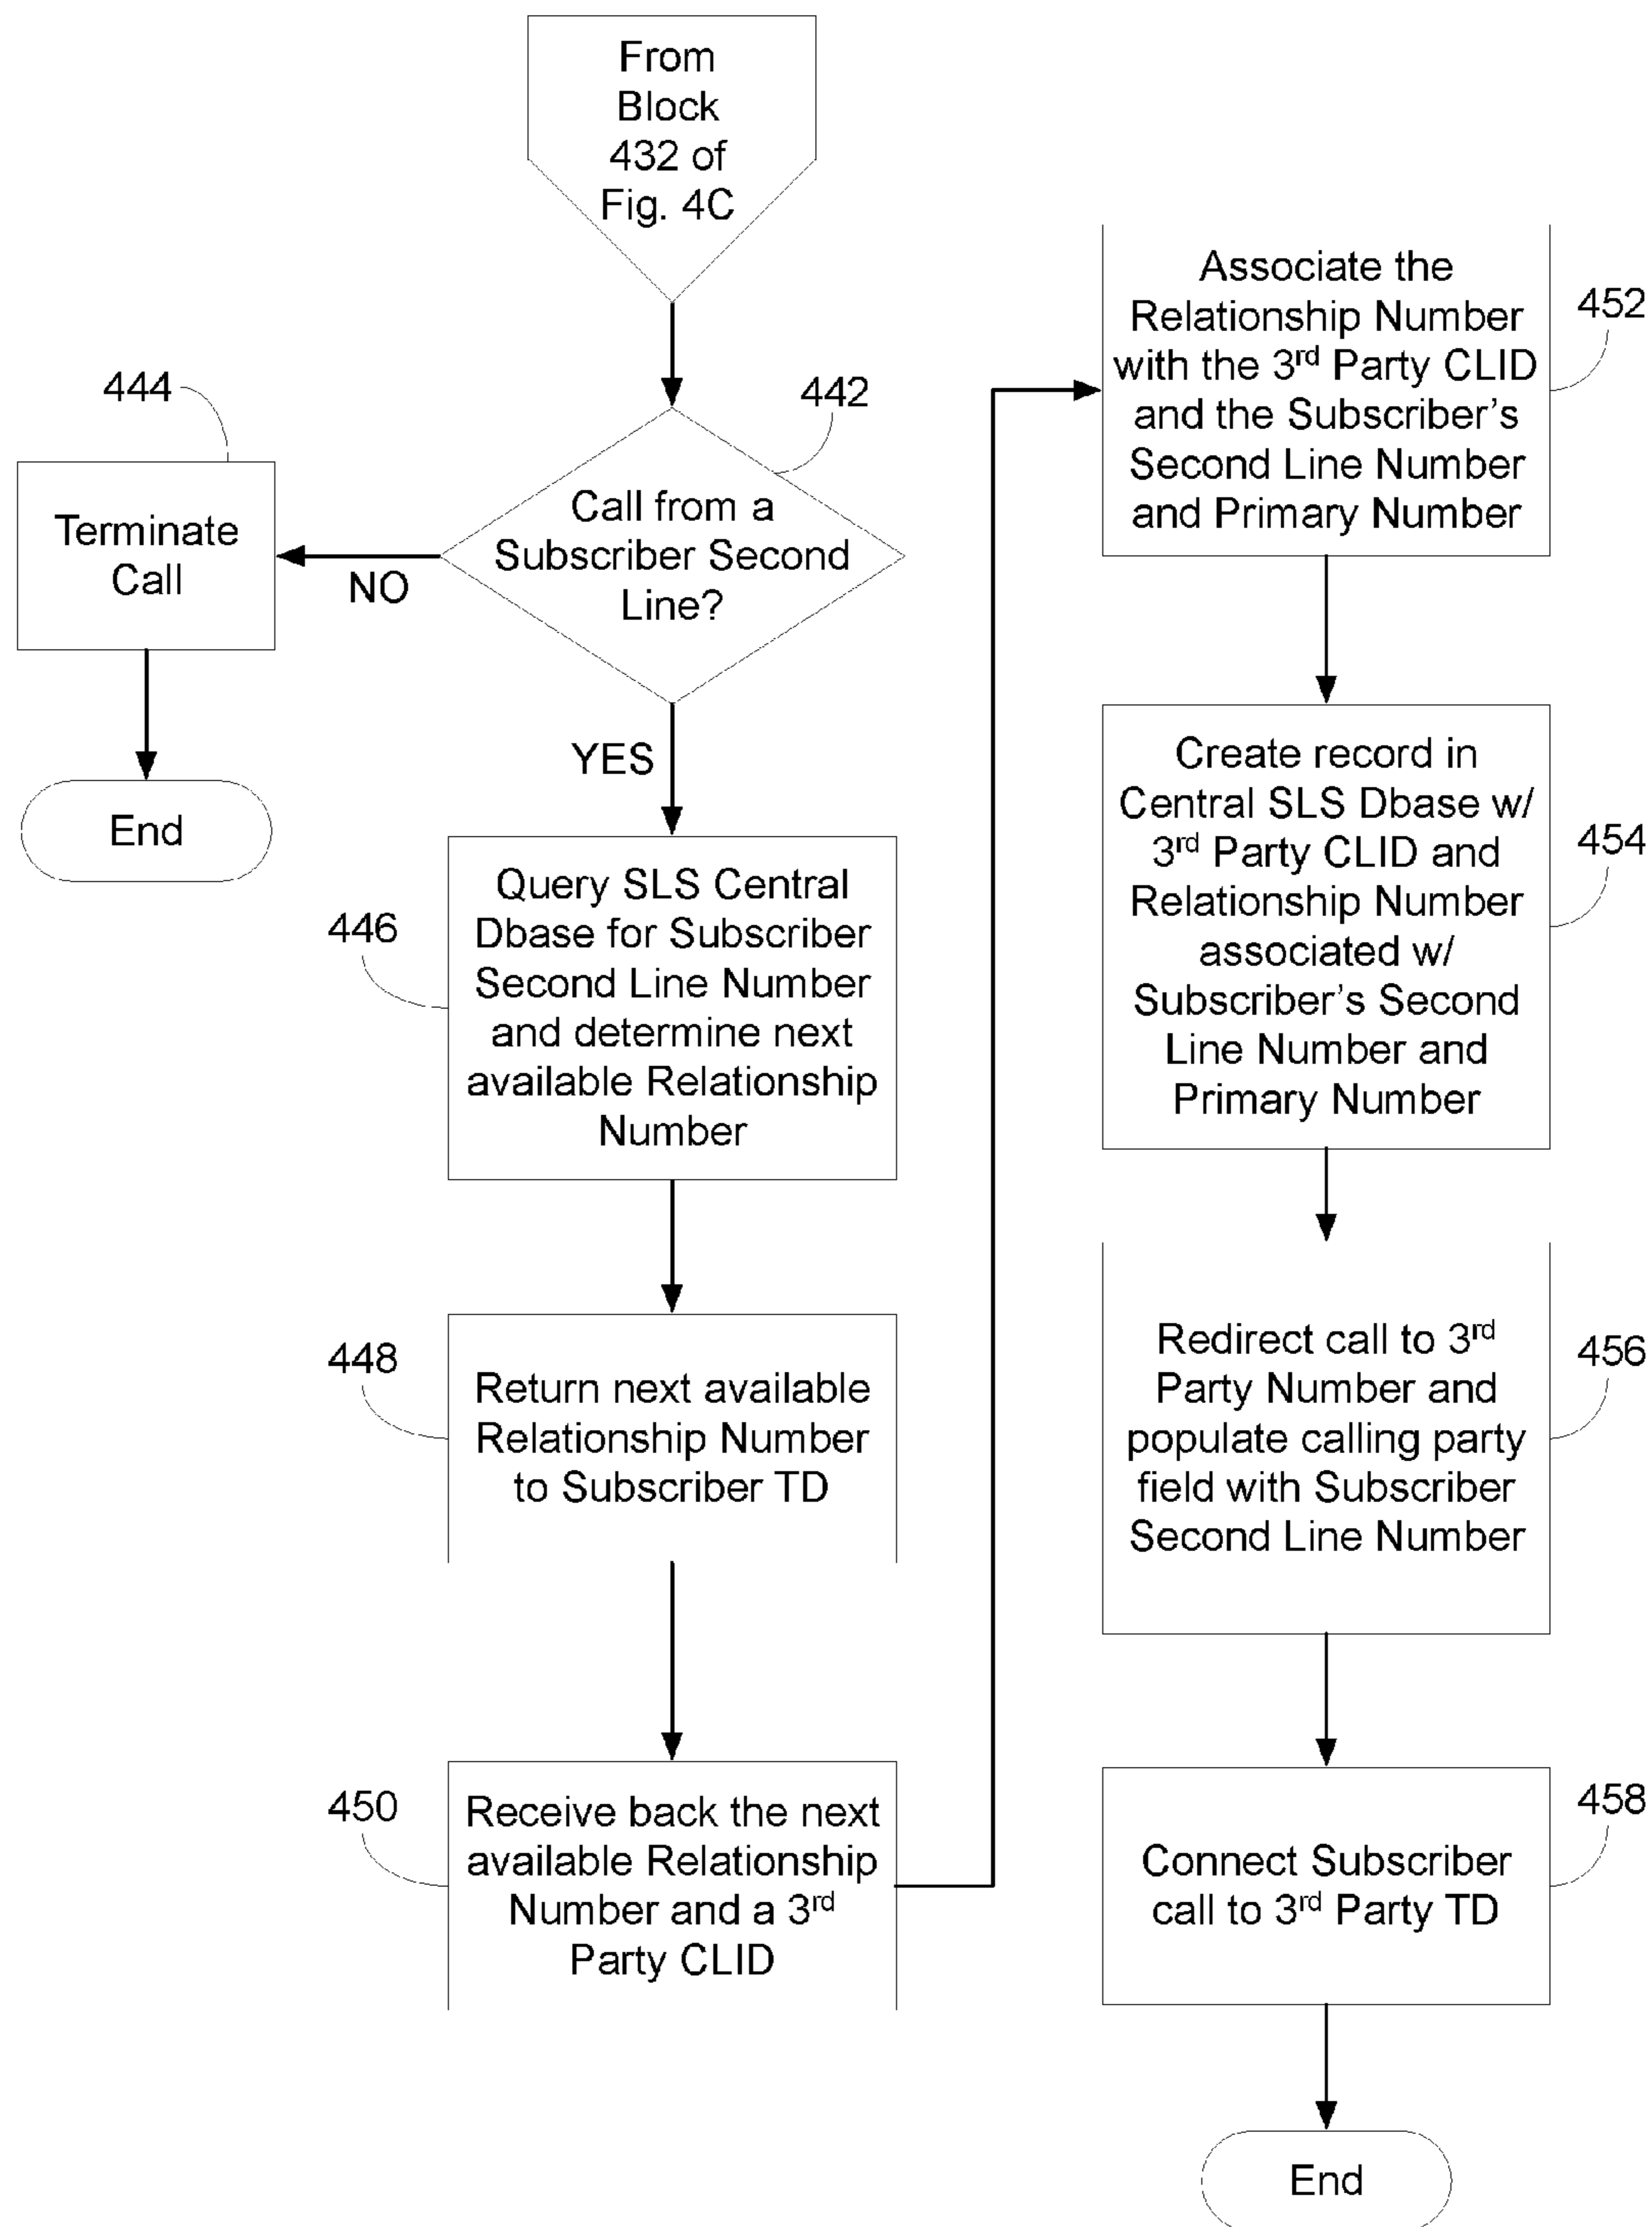 From
Block
432 of
Fig. 4C
442
Call from a
Subscriber Second
Line?
NO
444
Terminate
Call
End
YES
446
Query SLS Central
Dbase for Subscriber
Second Line Number
and determine next
available Relationship
Number
448
Return next available
Relationship Number
to Subscriber TD
450
Receive back the next
available Relationship
Number and a 3rd
Party CLID
452
Associate the
Relationship Number
with the 3rd Party CLID
and the Subscriber's
Second Line Number
and Primary Number
454
Create record in
Central SLS Dbase w/
3rd Party CLID and
Relationship Number
associated w/
Subscriber's Second
Line Number and
Primary Number
456
Redirect call to 3rd
Party Number and
populate calling party
field with Subscriber
Second Line Number
458
Connect Subscriber
call to 3rd Party TD
End